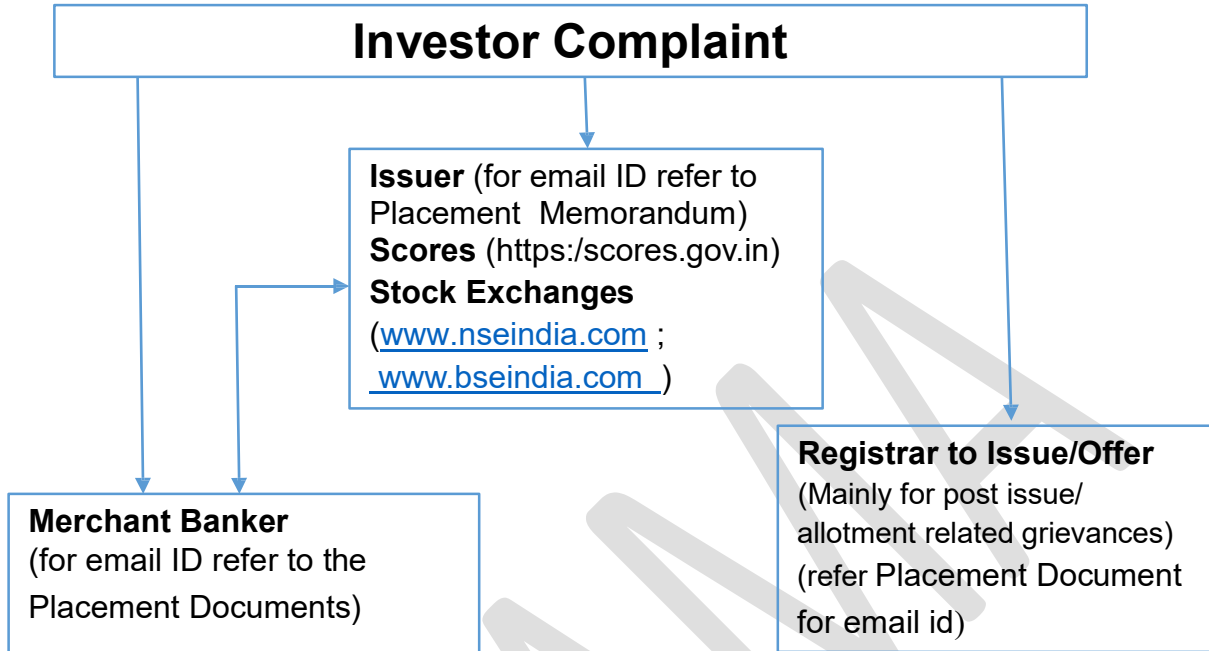 Investor Complaint
Issuer (for email ID refer to
Placement Memorandum)
Scores (https:/scores.gov.in)
Stock Exchanges
(www.nseindia.com ;
www.bseindia.com )
Merchant Banker
(for email ID refer to the
Placement Documents)
Registrar to Issue/Offer
(Mainly for post issue/
allotment related grievances)
(refer Placement Document
for email id)